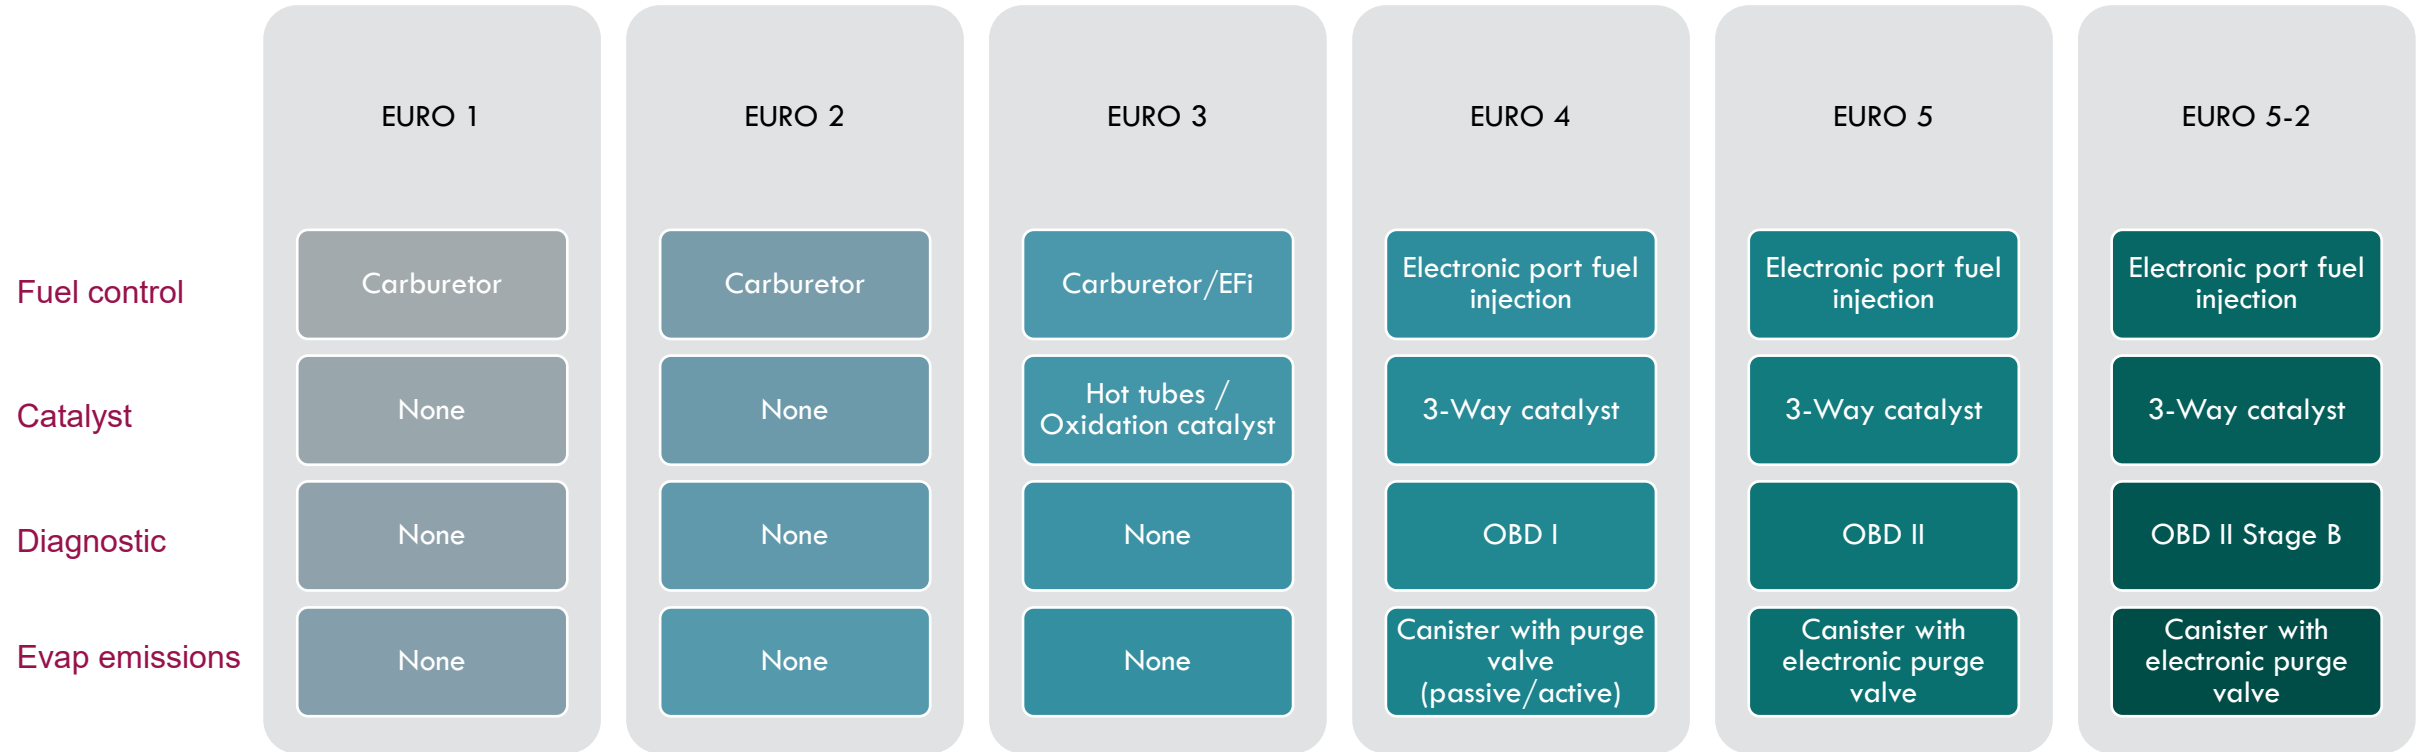 EURO 1
EURO 2
EURO 3
EURO 4
EURO 5
EURO 5-2
Fuel control
Carburetor
Carburetor
Carburetor/EFi
Electronic port fuel
injection
Electronic port fuel
injection
Electronic port fuel
injection
Catalyst
None
None
Hot tubes /
Oxidation catalyst
3-Way catalyst
3-Way catalyst
3-Way catalyst
Diagnostic
None
None
None
OBD I
OBD II
OBD II Stage B
Evap emissions
None
None
None
Canister with purge
valve
(passive/active)
Canister with
electronic purge
valve
Canister with
electronic purge
valve